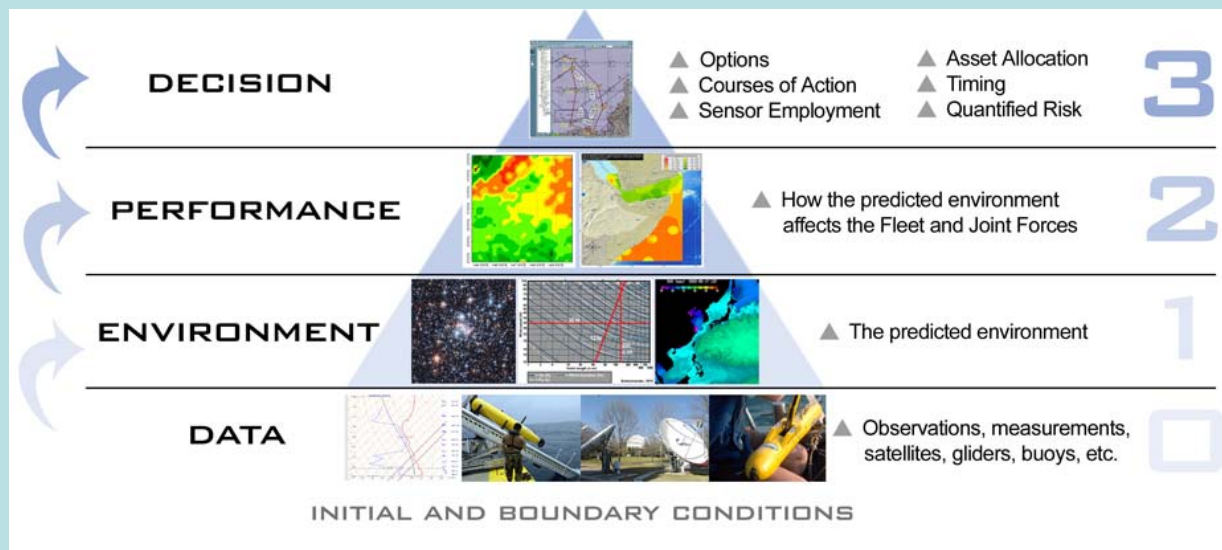 DECISION
Options
Courses of Action
Sensor Employment
Asset Allocation
Timing
Quantified Risk
3
PERFORMANCE
How the predicted environment
affects the Fleet and Joint Forces
2
ENVIRONMENT
The predicted environment
1
DATA
Observations, measurements,
satellites, gliders, buoys, etc.
0
INITIAL AND BOUNDARY CONDITIONS